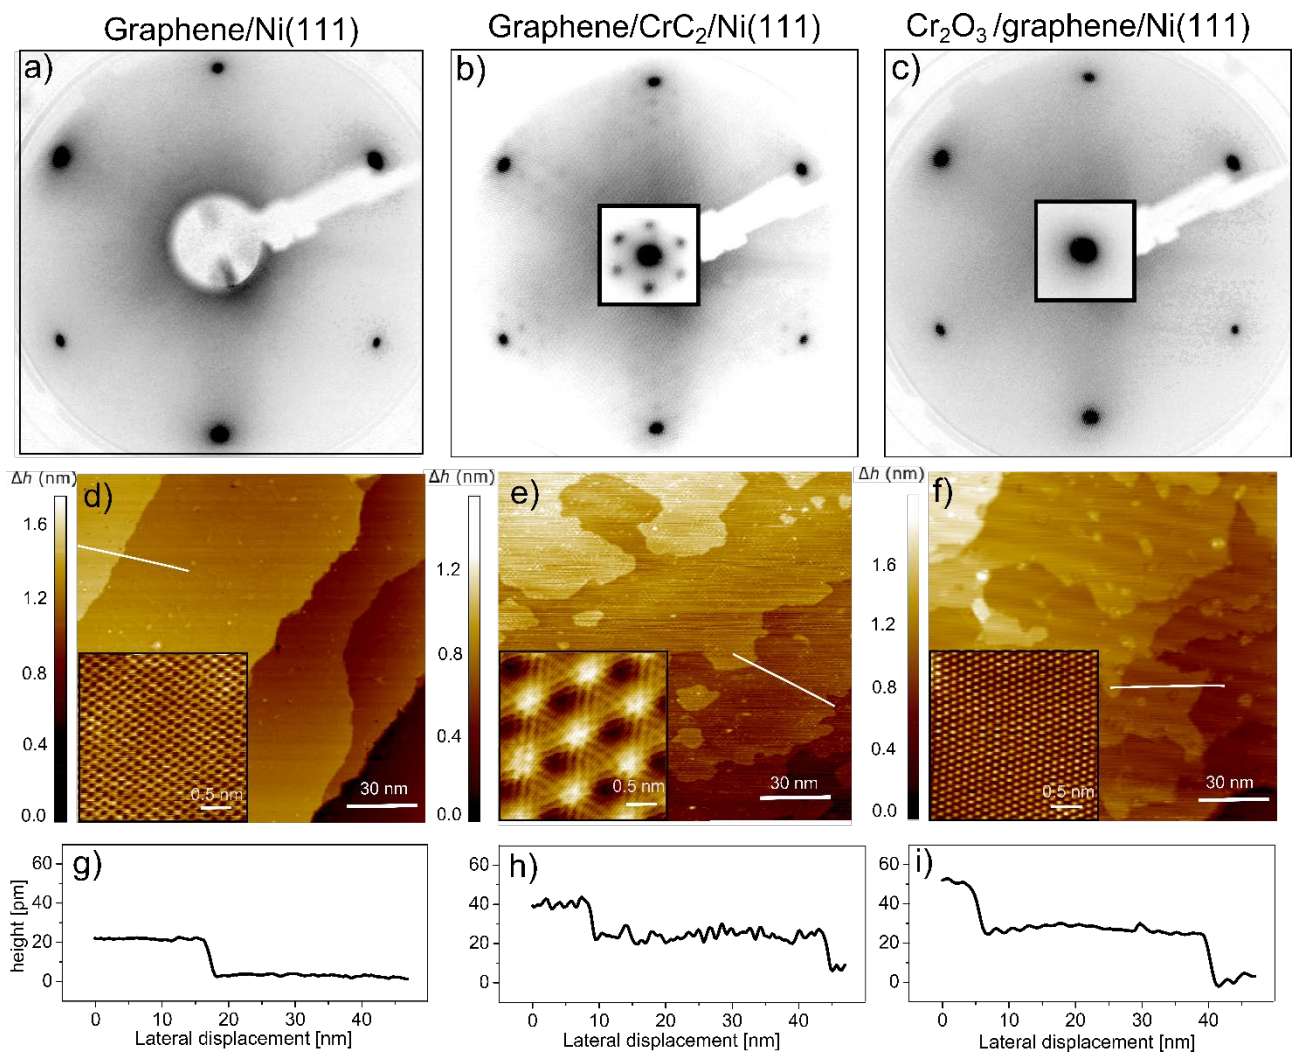 Graphene/Ni(111)
Graphene/CrC₂/Ni(111)
Cr₂O₃/graphene/Ni(111)
a)
b)
c)
Δh (nm)
1.6
1.2
0.8
0.4
0.0
d)
0.5 nm
30 nm
Δh (nm)
1.2
0.8
0.4
0.0
e)
0.5 nm
30 nm
Δh (nm)
1.6
1.2
0.8
0.4
0.0
f)
0.5 nm
30 nm
g)
height [pm]
60
40
20
0
0 10 20 30 40 50
Lateral displacement [nm]
h)
60
40
20
0
0 10 20 30 40
Lateral displacement [nm]
i)
60
40
20
0
0 10 20 30 40
Lateral displacement [nm]